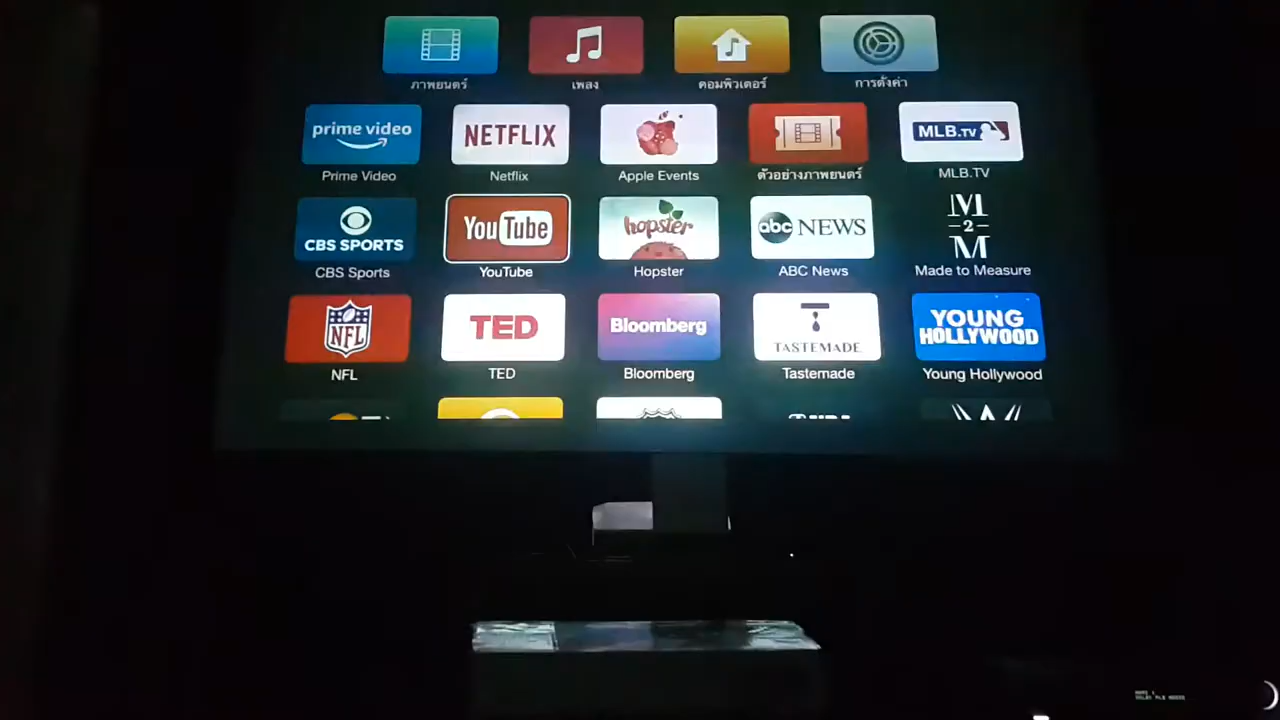 ภาพยนตร์
เพลง
คอมพิวเตอร์
การตั้งค่า
prime video
NETFLIX
MLB.TV
Prime Video
Netflix
Apple Events
ตัวอย่างภาพยนตร์
MLB.TV
CBS SPORTS
YouTube
hopster
abc NEWS
M
-2-
M
CBS Sports
YouTube
Hopster
ABC News
Made to Measure
NFL
TED
Bloomberg
TASTEMADE
YOUNG
HOLLYWOOD
NFL
TED
Bloomberg
Tastemade
Young Hollywood